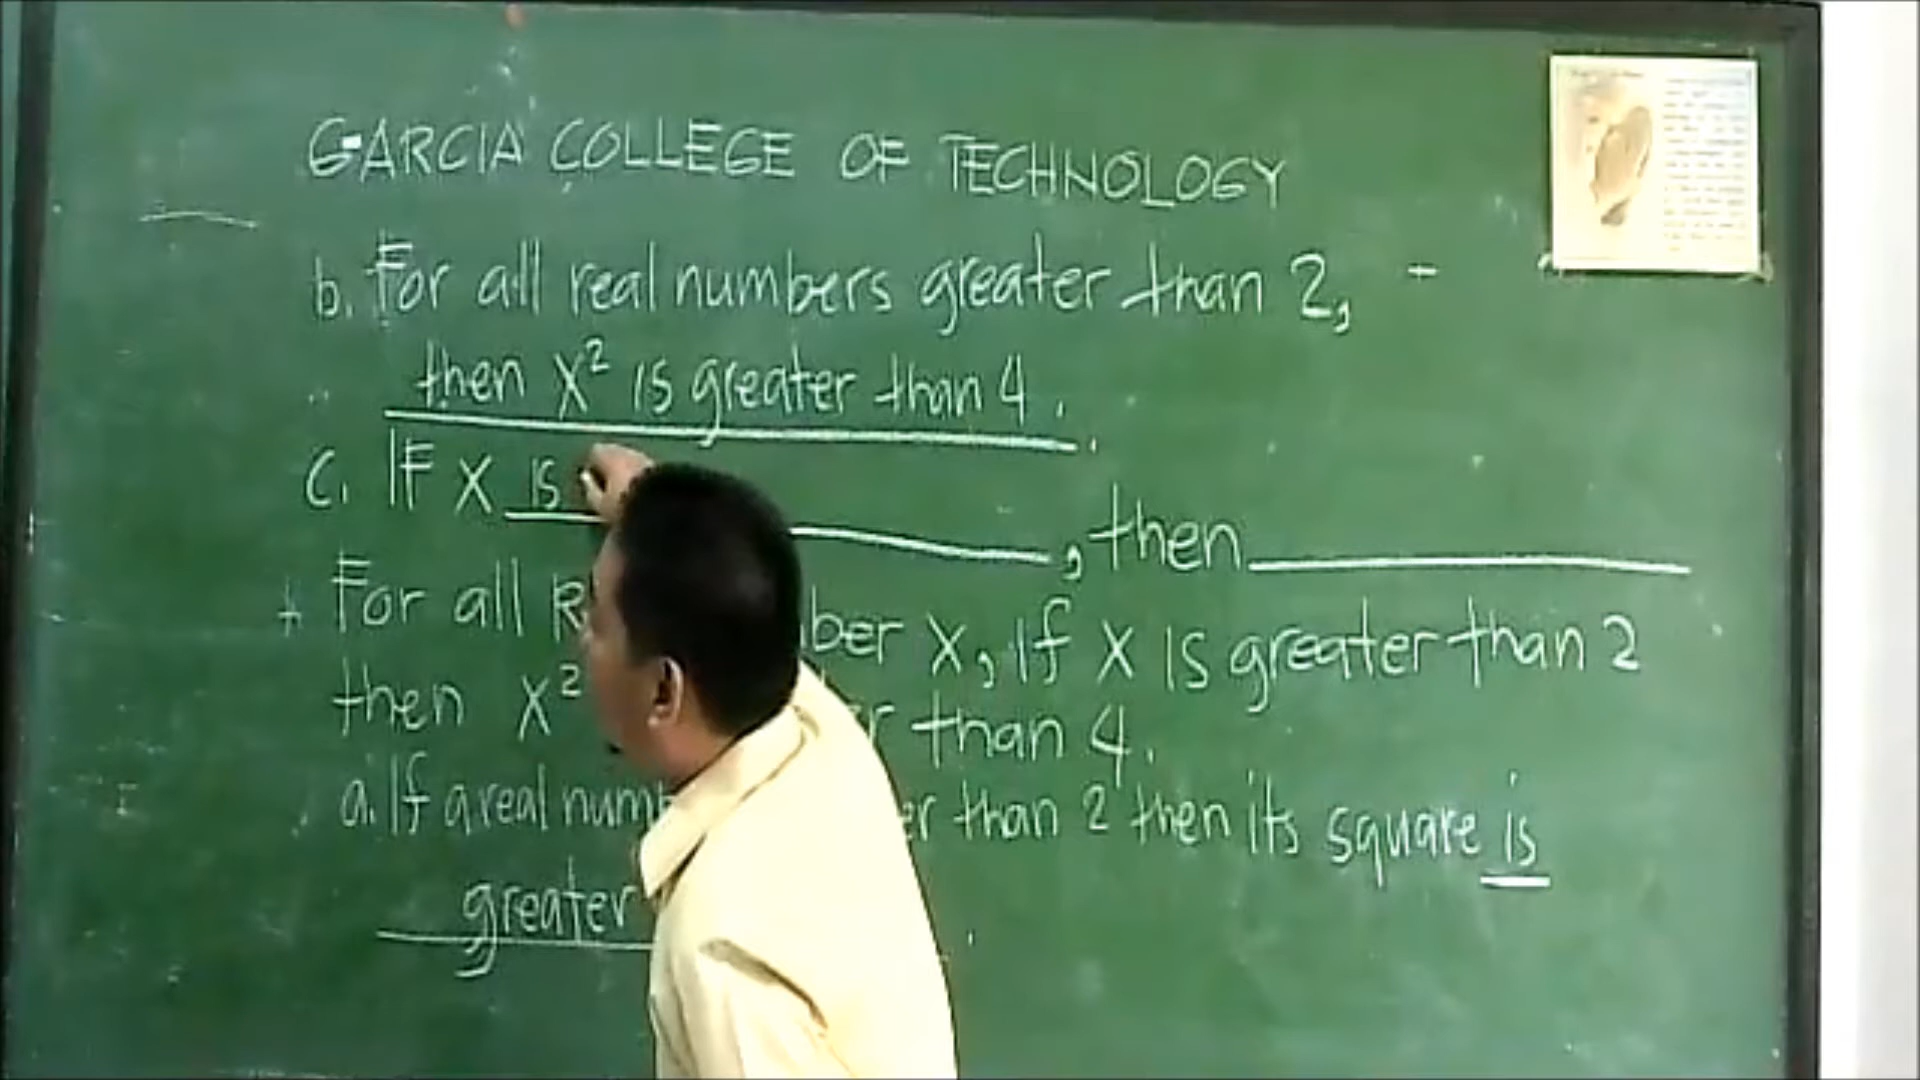 GARCIA COLLEGE OF TECHNOLOGY
b. For all real numbers greater than 2,
then x² is greater than 4.
c. IF x is , then
For all ber x, if x is greater than 2
then x² than 4.
a. If a real num er than 2 then its square is
greater